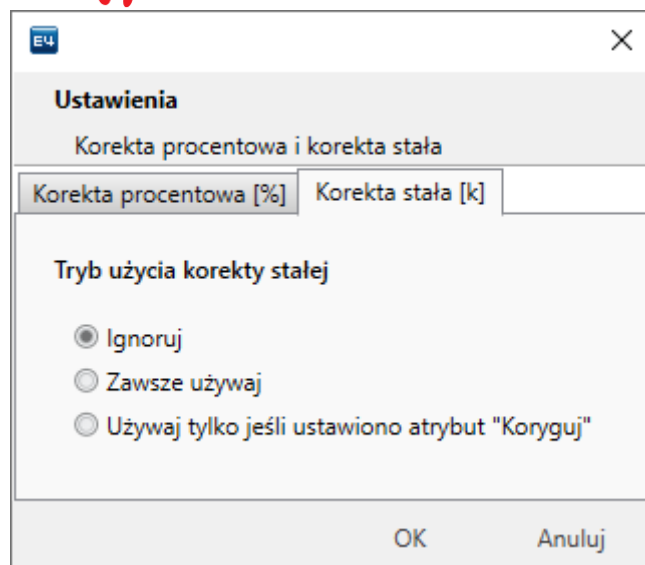 E4
Ustawienia
Korekta procentowa i korekta stała
Korekta procentowa [%] Korekta stała [k]
Tryb użycia korekty stałej
Ignoruj
Zawsze używaj
Używaj tylko jeśli ustawiono atrybut "Koryguj"
OK Anuluj